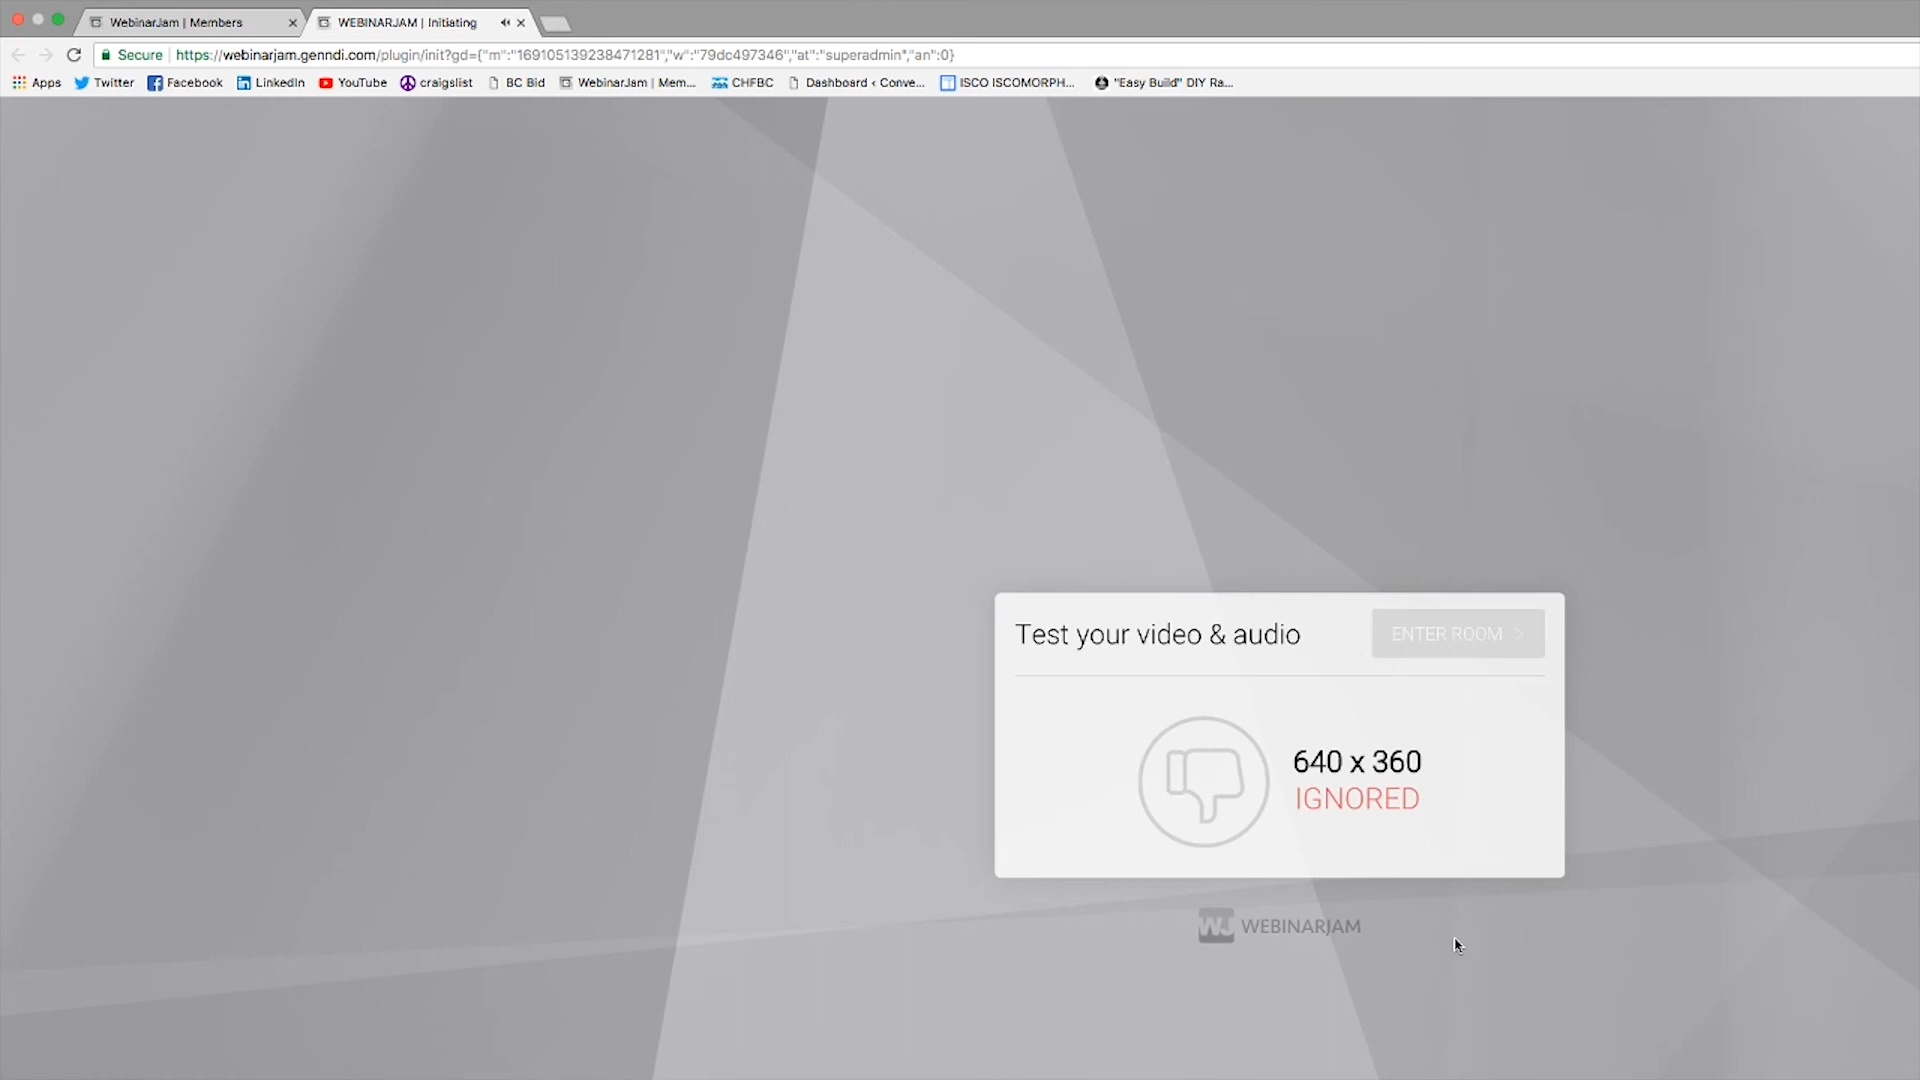 WebinarJam | Members
WEBINARJAM | Initiating
Secure
https://webinarjam.genndi.com/plugin/init?gd={"m":"169105139238471281","w":"79dc497346","at":"superadmin","an":0}
Apps
Twitter
Facebook
LinkedIn
YouTube
craigslist
BC Bid
WebinarJam | Mem...
CHFBC
Dashboard ‹ Conve...
ISCO ISCOMORPH...
"Easy Build" DIY Ra...
Test your video & audio
ENTER ROOM
640 x 360
IGNORED
WJ WEBINARJAM